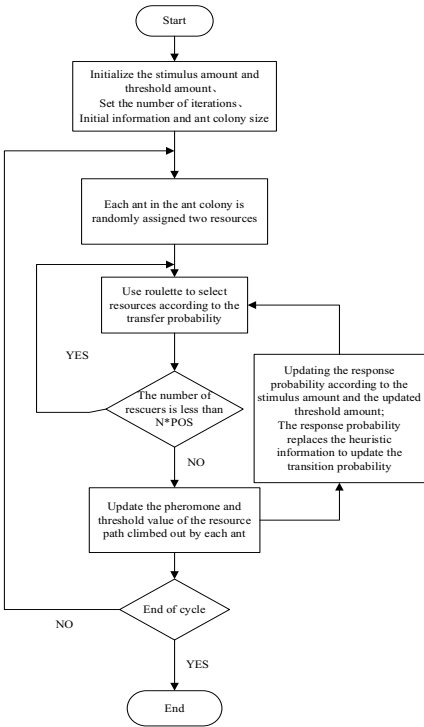 Start
Initialize the stimulus amount and
threshold amount、
Set the number of iterations、
Initial information and ant colony size
Each ant in the ant colony is
randomly assigned two resources
Use roulette to select
resources according to the
transfer probability
YES
The number of
rescuers is less than
N*POS
Updating the response
probability according to the
stimulus amount and the updated
threshold amount;
The response probability
replaces the heuristic
information to update the
transition probability
NO
Update the pheromone and
threshold value of the resource
path climbed out by each ant
End of cycle
NO
YES
End